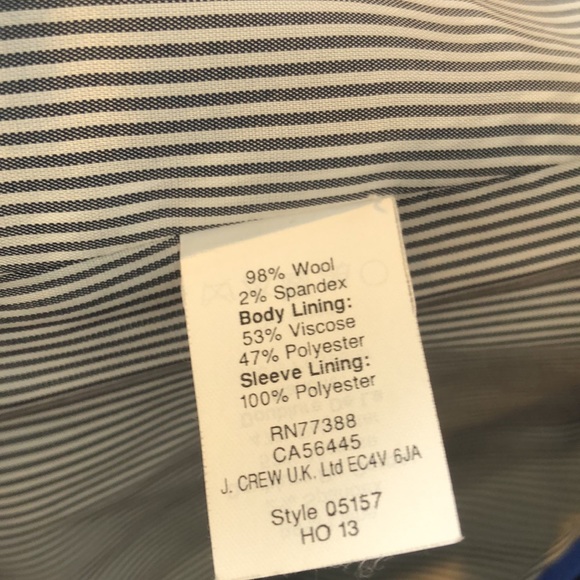 98% Wool
2% Spandex
Body Lining:
53% Viscose
47% Polyester
Sleeve Lining:
100% Polyester
RN77388
CA56445
J. CREW U.K. Ltd EC4V 6JA
Style 05157
HO 13